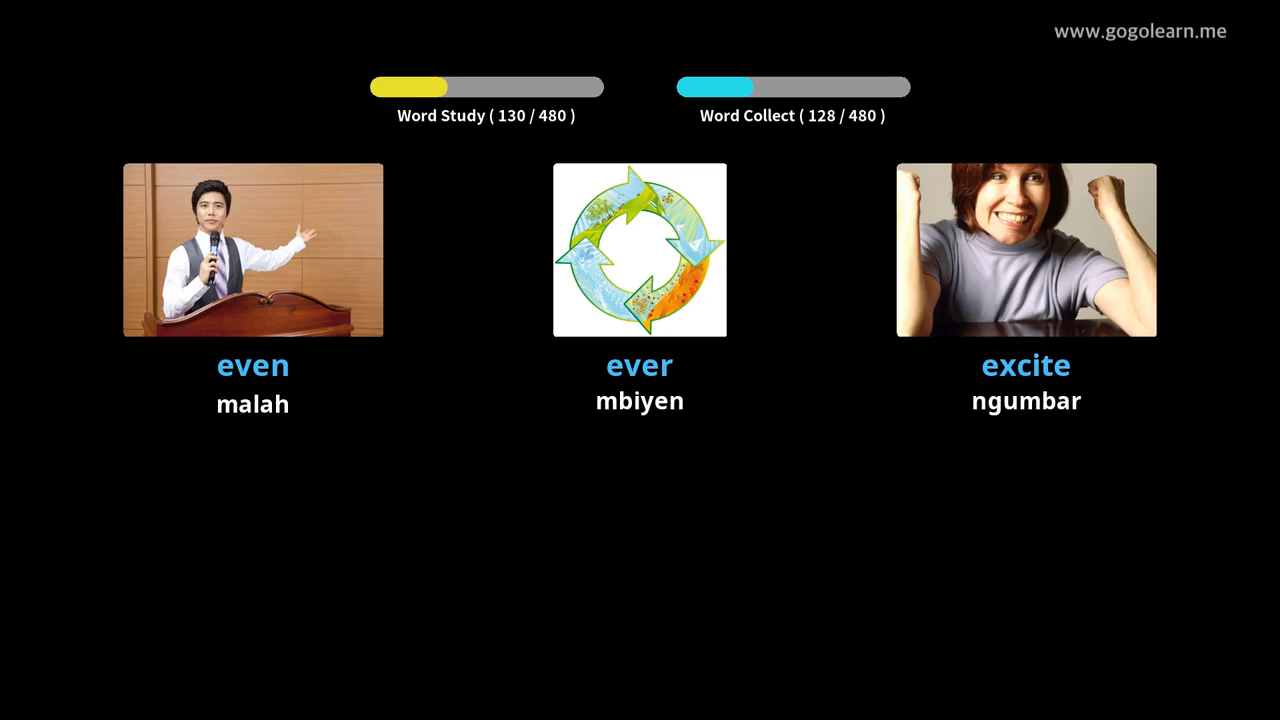 www.gogolearn.me
Word Study ( 130 / 480 )
Word Collect ( 128 / 480 )
even
malah
ever
mbiyen
excite
ngumbar